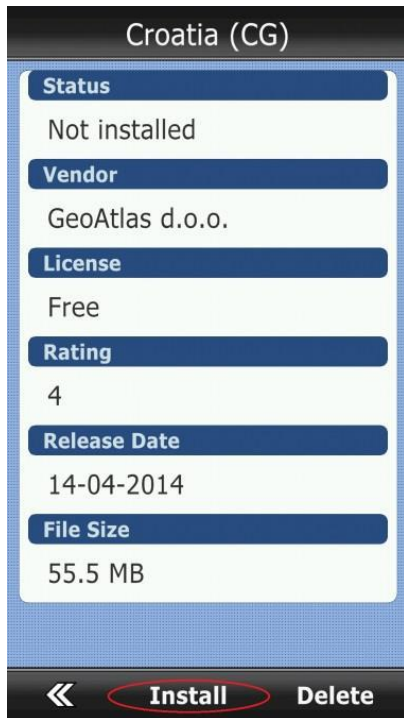 Croatia (CG)
Status
Not installed
Vendor
GeoAtlas d.o.o.
License
Free
Rating
4
Release Date
14-04-2014
File Size
55.5 MB
Install Delete